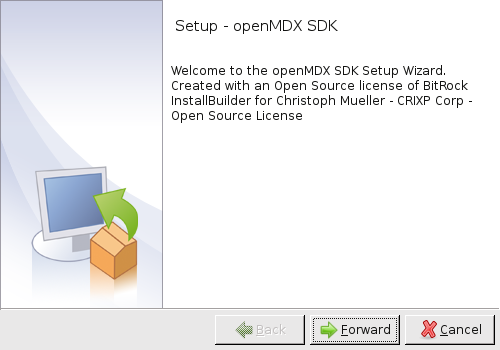 Setup - openMDX SDK
Welcome to the openMDX SDK Setup Wizard.
Created with an Open Source license of BitRock
InstallBuilder for Christoph Mueller - CRIXP Corp -
Open Source License
Back
Forward
Cancel